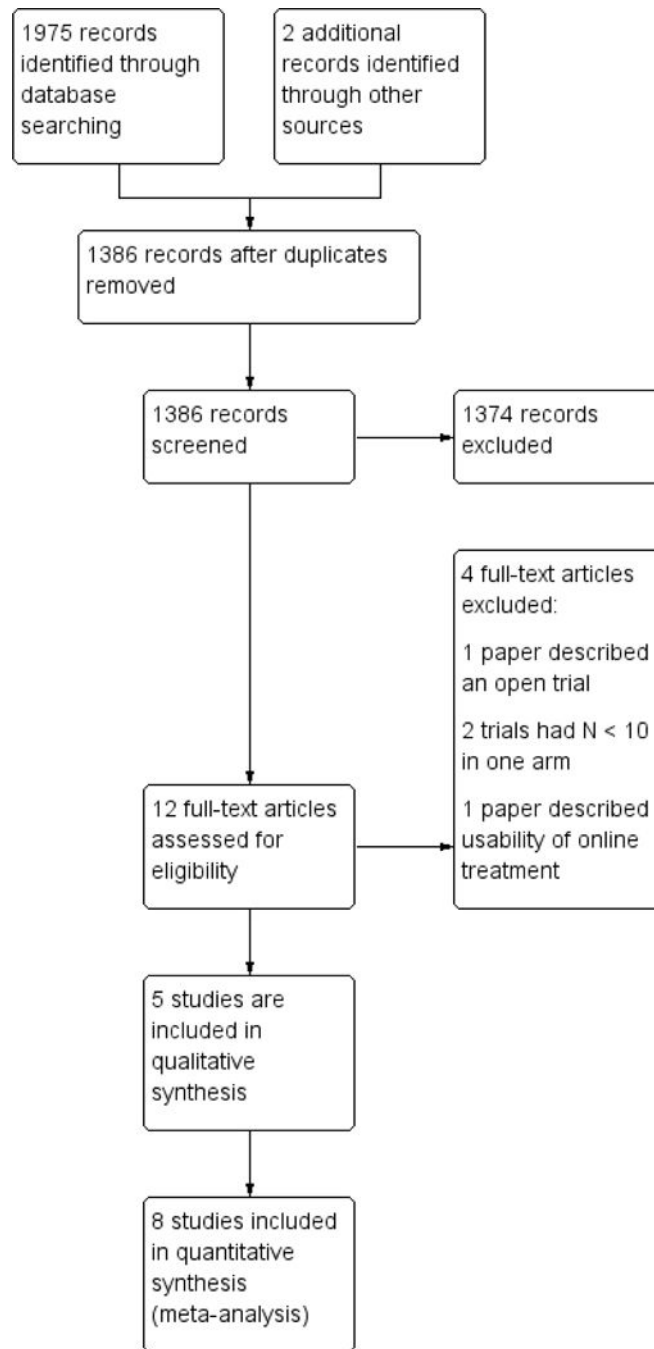 1975 records
identified through
database
searching
2 additional
records identified
through other
sources
1386 records after duplicates
removed
1386 records
screened
1374 records
excluded
4 full-text articles
excluded:
1 paper described
an open trial
2 trials had N < 10
in one arm
1 paper described
usability of online
treatment
12 full-text articles
assessed for
eligibility
5 studies are
included in
qualitative
synthesis
8 studies included
in quantitative
synthesis
(meta-analysis)